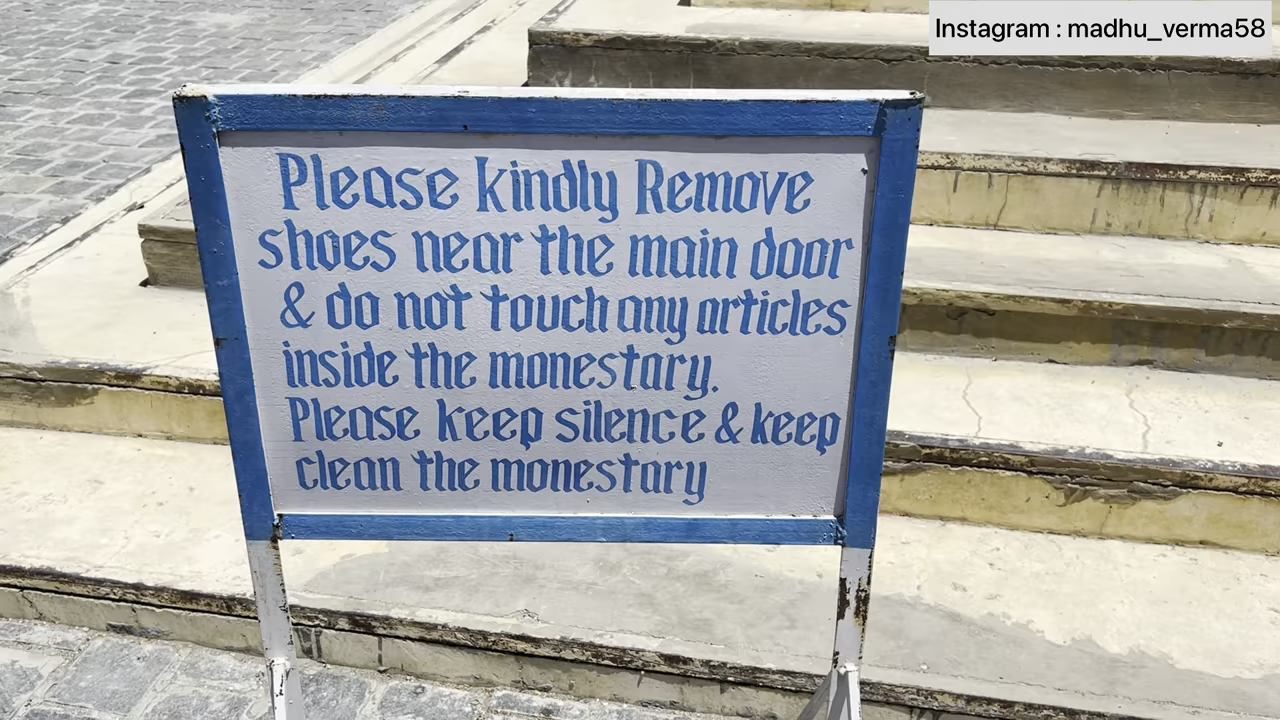 Instagram : madhu_verma58
Please kindly Remove
shoes near the main door
& do not touch any articles
inside the monestary.
Please keep silence & keep
clean the monestary